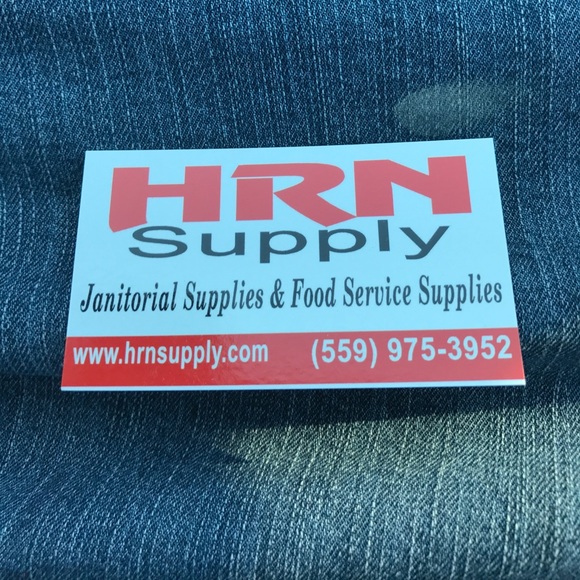 HRN
Supply
Janitorial Supplies & Food Service Supplies
www.hrnsupply.com (559) 975-3952